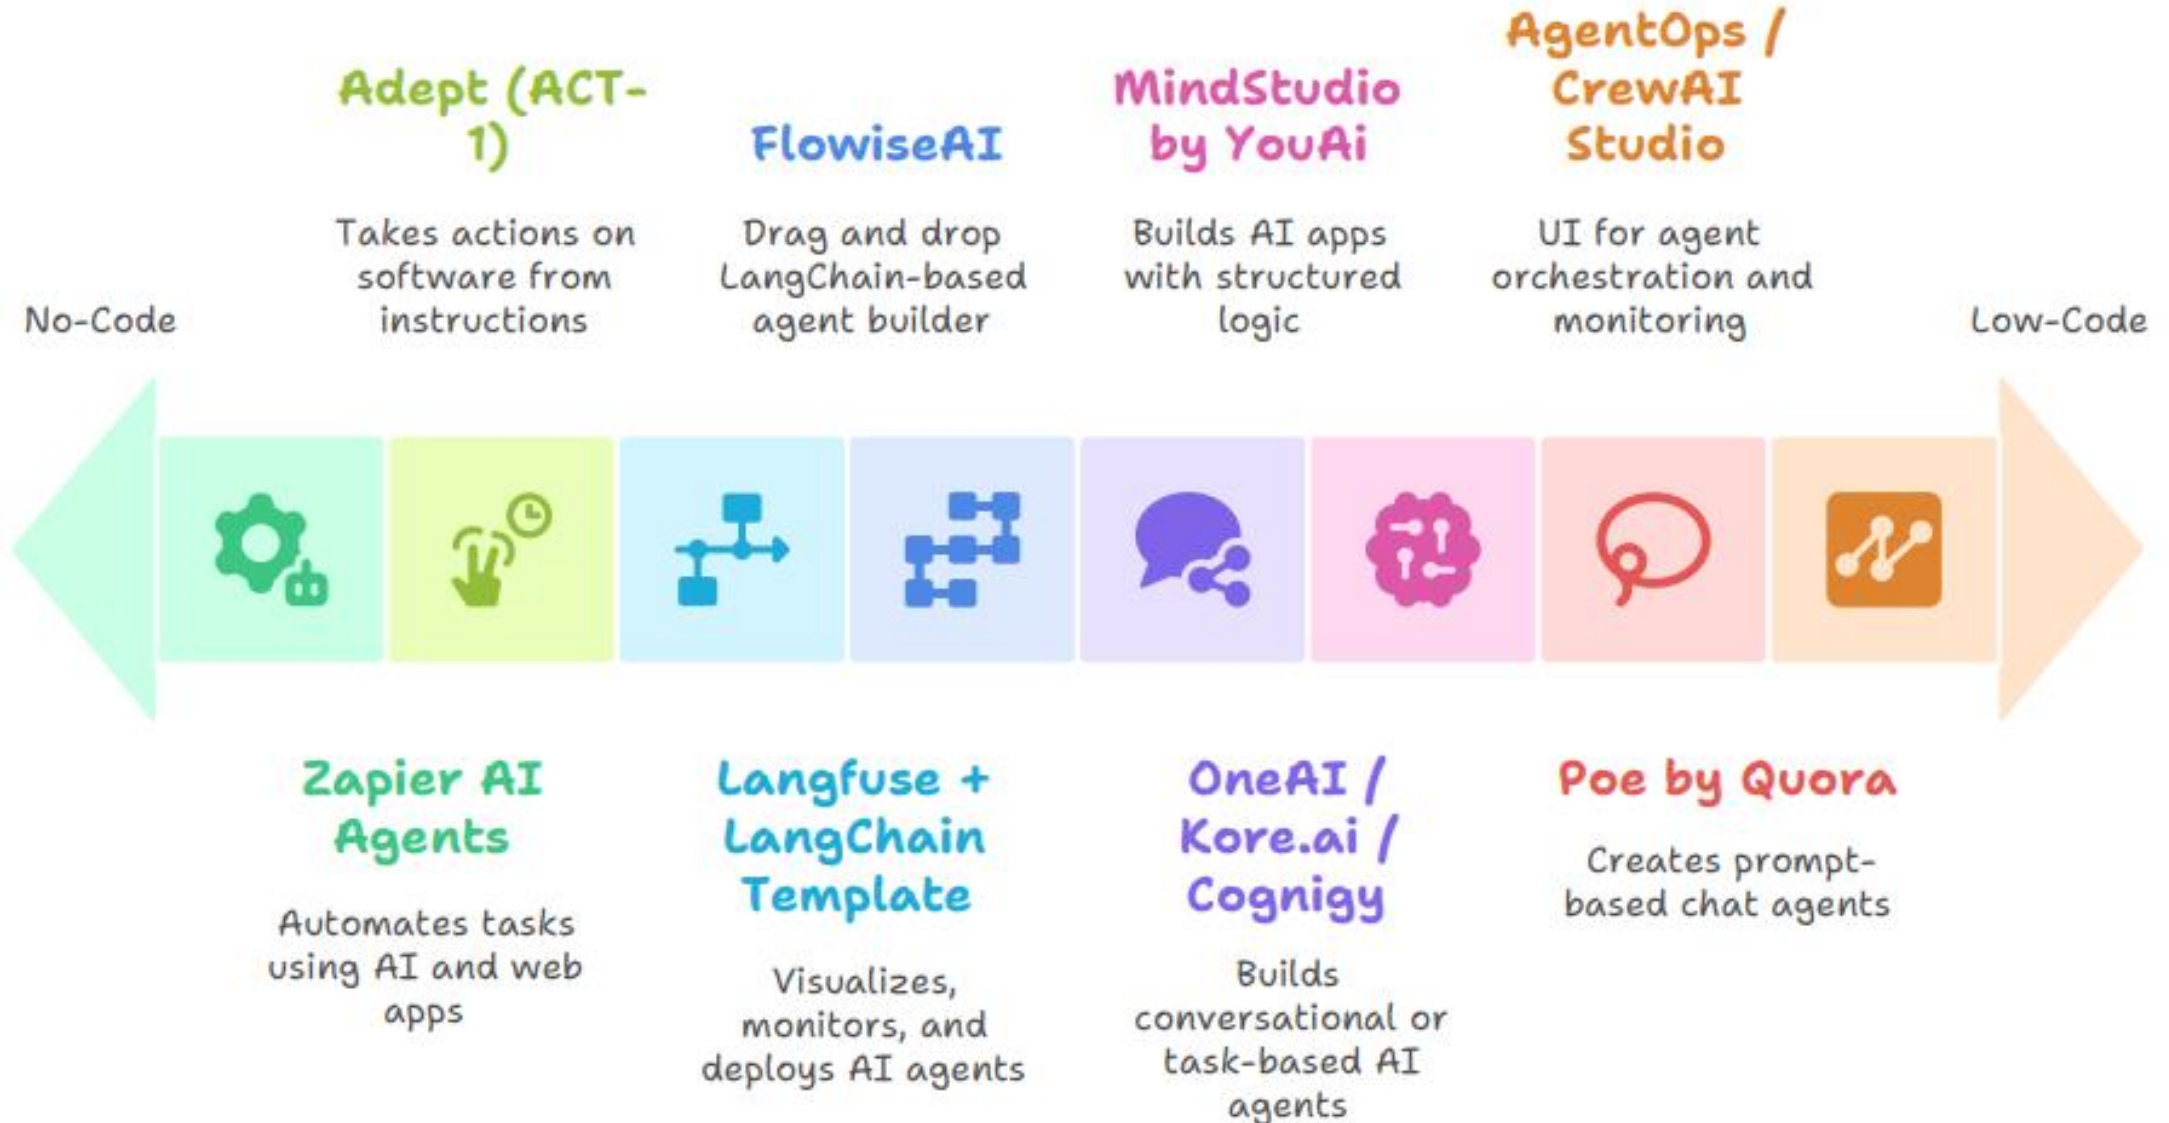 AgentOps /
CrewAI
Studio
Adept (ACT-
1)
FlowiseAI
MindStudio
by YouAi
Takes actions on
software from
instructions
Drag and drop
LangChain-based
agent builder
Builds AI apps
with structured
logic
UI for agent
orchestration and
monitoring
No-Code
Low-Code
Zapier AI
Agents
Automates tasks
using AI and web
apps
Langfuse +
LangChain
Template
Visualizes,
monitors, and
deploys AI agents
OneAI /
Kore.ai /
Cognigy
Builds
conversational or
task-based AI
agents
Poe by Quora
Creates prompt-
based chat agents